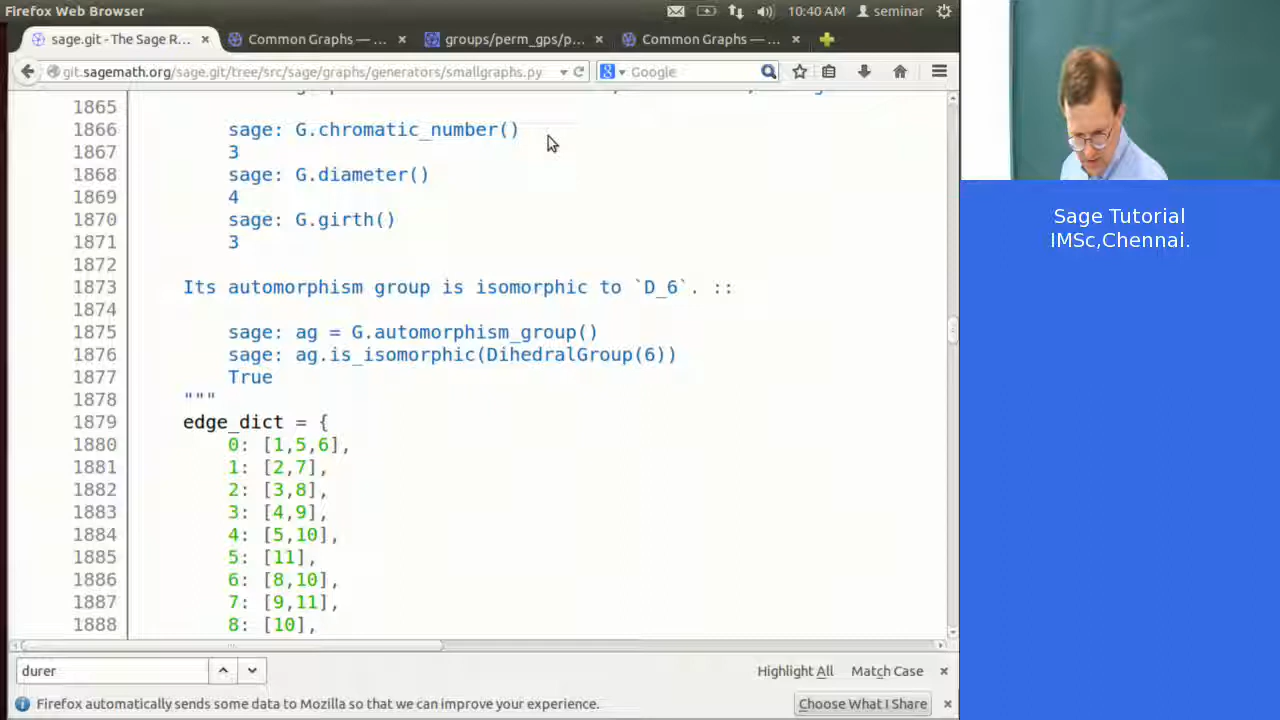 Firefox Web Browser
10:40 AM seminar
sage.git - The Sage R... × Common Graphs — ... × groups/perm_gps/p... × Common Graphs — ... ×
git.sagemath.org/sage.git/tree/src/sage/graphs/generators/smallgraphs.py Google
1865
1866 sage: G.chromatic_number()
1867 3
1868 sage: G.diameter()
1869 4
1870 sage: G.girth()
1871 3
1872
1873 Its automorphism group is isomorphic to `D_6`. ::
1874
1875 sage: ag = G.automorphism_group()
1876 sage: ag.is_isomorphic(DihedralGroup(6))
1877 True
1878 """
1879 edge_dict = {
1880 0: [1,5,6],
1881 1: [2,7],
1882 2: [3,8],
1883 3: [4,9],
1884 4: [5,10],
1885 5: [11],
1886 6: [8,10],
1887 7: [9,11],
1888 8: [10],
durer Highlight All Match Case ×
Firefox automatically sends some data to Mozilla so that we can improve your experience. Choose What I Share ×
Sage Tutorial
IMSc,Chennai.